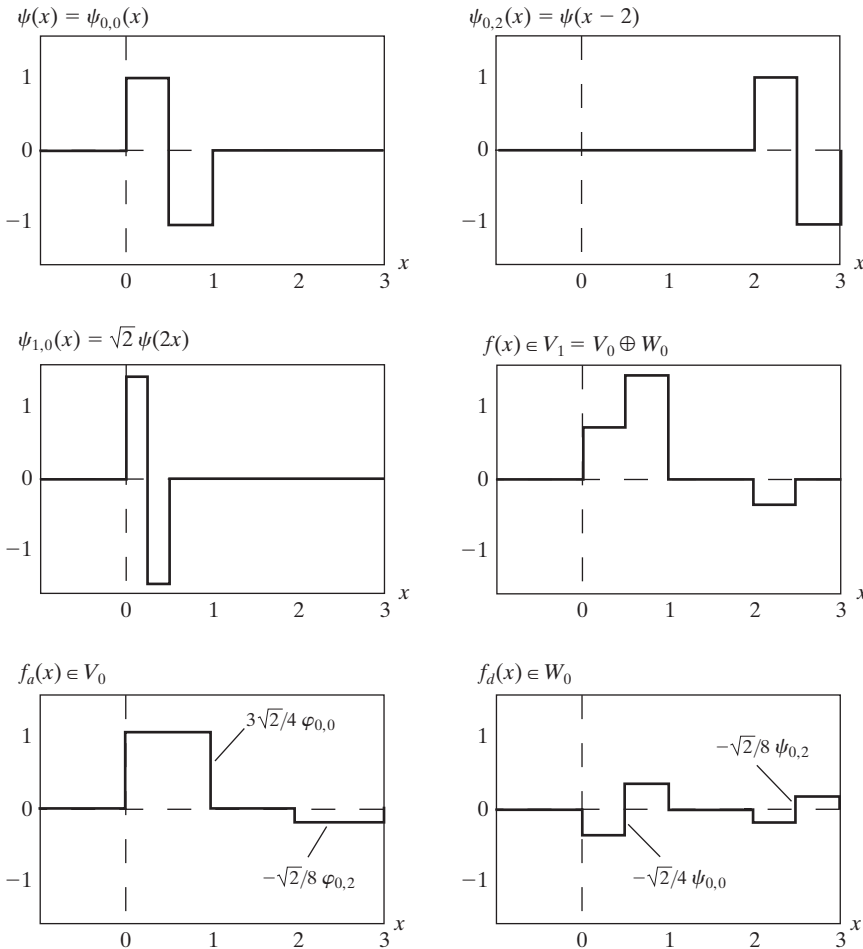 ψ(x) = ψ₀,₀(x)
ψ₀,₂(x) = ψ(x − 2)
1
0
−1
0 1 2 3 x
1
0
−1
0 1 2 3 x
ψ₁,₀(x) = √2 ψ(2x)
f(x) ∈ V₁ = V₀ ⊕ W₀
1
0
−1
0 1 2 3 x
1
0
−1
0 1 2 3 x
fₐ(x) ∈ V₀
f_d(x) ∈ W₀
1
0
−1
3√2/4 φ₀,₀
−√2/8 φ₀,₂
0 1 2 3 x
1
0
−1
−√2/8 ψ₀,₂
−√2/4 ψ₀,₀
0 1 2 3 x